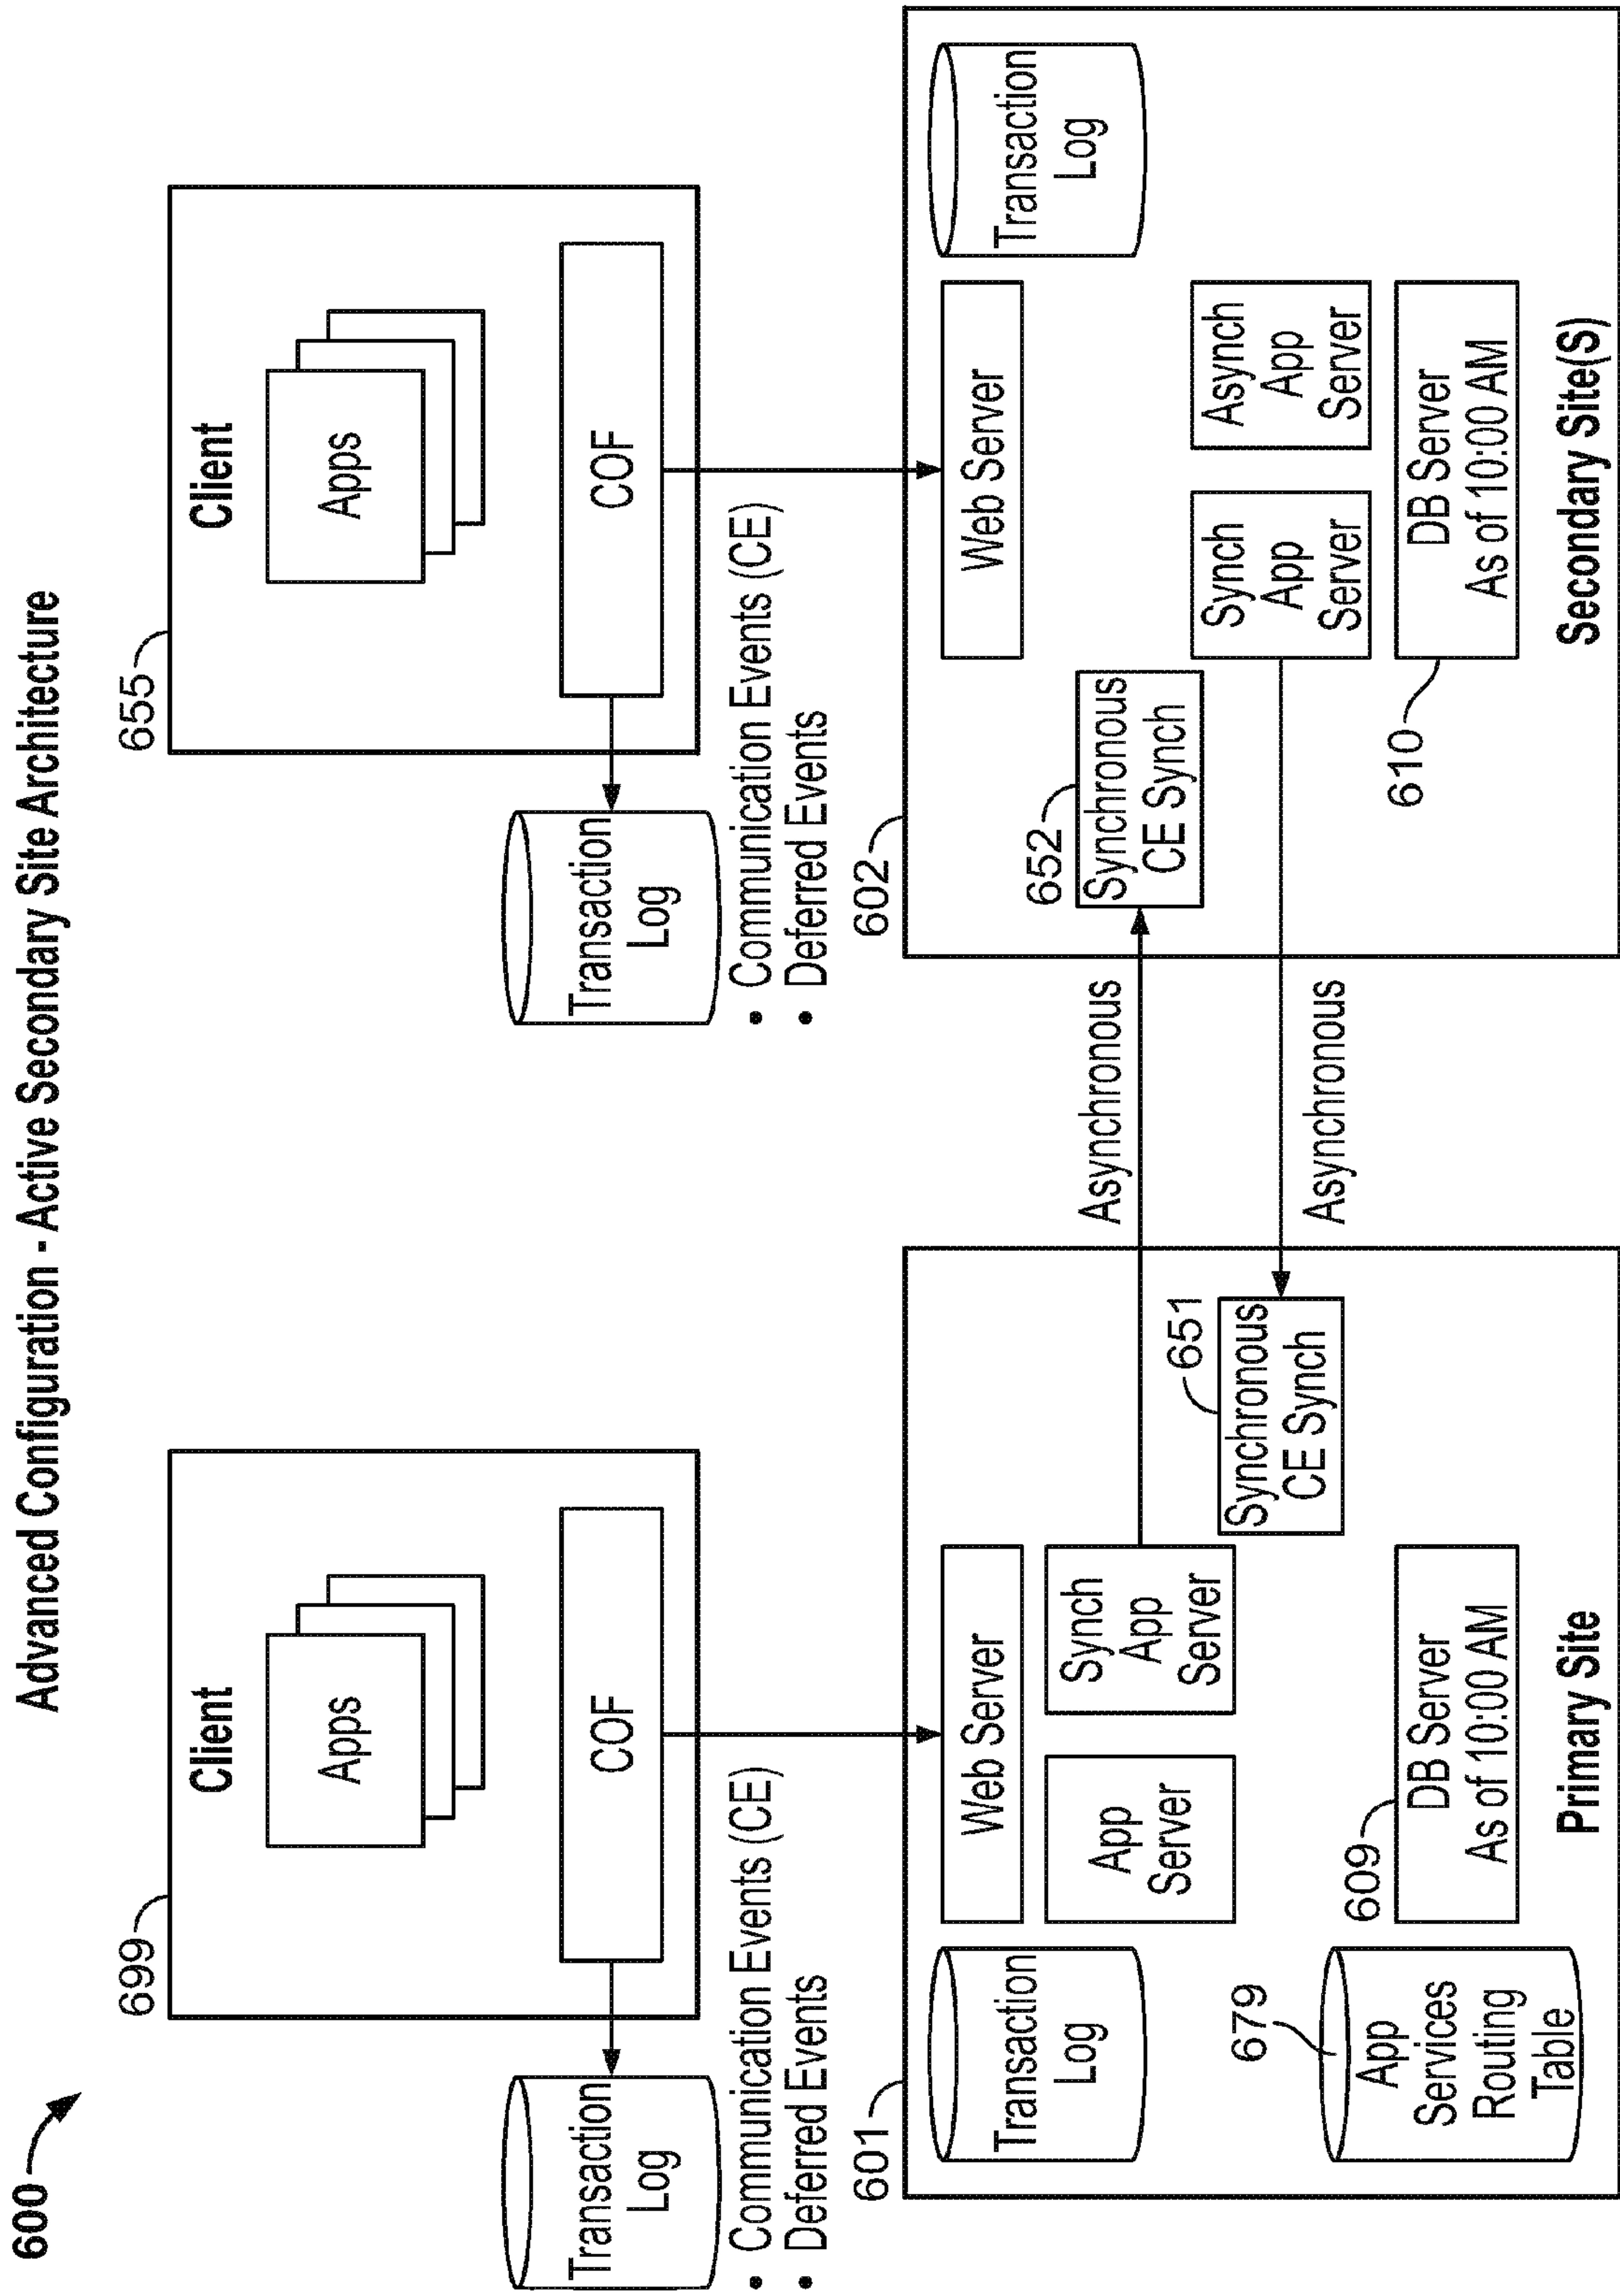 600
Advanced Configuration - Active Secondary Site Architecture
699
Client
Apps
COF
Transaction
Log
• Communication Events (CE)
• Deferred Events
655
Client
Apps
COF
Transaction
Log
• Communication Events (CE)
• Deferred Events
601
Transaction
Log
Web Server
App
Server
Synch
App
Server
651
Synchronous
CE Synch
679
App
Services
Routing
Table
609
DB Server
As of 10:00 AM
Primary Site
Asynchronous
Asynchronous
602
652
Synchronous
CE Synch
Web Server
Transaction
Log
Synch
App
Server
Asynch
App
Server
610
DB Server
As of 10:00 AM
Secondary Site(S)